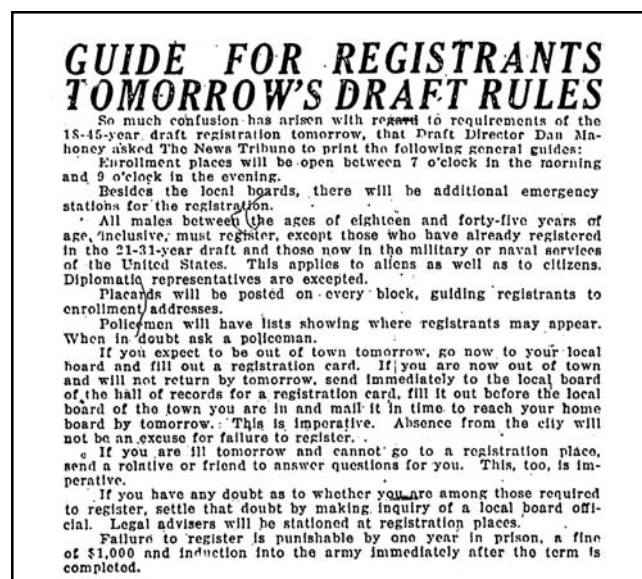 GUIDE FOR REGISTRANTS
TOMORROW'S DRAFT RULES
So much confusion has arisen with regard to requirements of the
18-45-year draft registration tomorrow, that Draft Director Dan Ma-
honey asked The News Tribune to print the following general guides:
Enrollment places will be open between 7 o'clock in the morning
and 9 o'clock in the evening.
Besides the local boards, there will be additional emergency
stations for the registration.
All males between the ages of eighteen and forty-five years of
age, inclusive, must register, except those who have already registered
in the 21-31-year draft and those now in the military or naval services
of the United States. This applies to aliens as well as to citizens.
Diplomatic representatives are excepted.
Placards will be posted on every block, guiding registrants to
enrollment addresses.
Policemen will have lists showing where registrants may appear.
When in doubt ask a policeman.
If you expect to be out of town tomorrow, go now to your local
board and fill out a registration card. If you are now out of town
and will not return by tomorrow, send immediately to the local board
of the hall of records for a registration card, fill it out before the local
board of the town you are in and mail it in time to reach your home
board by tomorrow. This is imperative. Absence from the city will
not be an excuse for failure to register.
If you are ill tomorrow and cannot go to a registration place,
send a relative or friend to answer questions for you. This, too, is im-
perative.
If you have any doubt as to whether you are among those required
to register, settle that doubt by making inquiry of a local board offi-
cial. Legal advisers will be stationed at registration places.
Failure to register is punishable by one year in prison, a fine
of $1,000 and induction into the army immediately after the term is
completed.